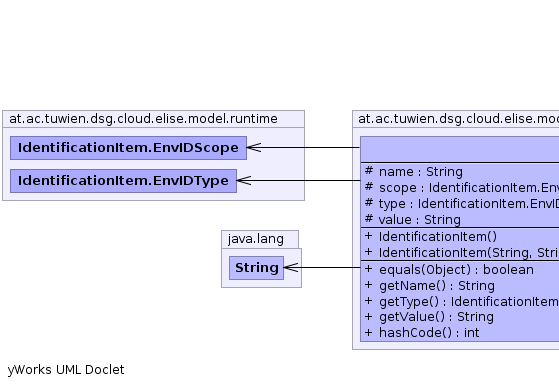 at.ac.tuwien.dsg.cloud.elise.model.runtime
IdentificationItem.EnvIDScope
IdentificationItem.EnvIDType
java.lang
String
at.ac.tuwien.dsg.cloud.elise.mod
# name : String
# scope : IdentificationItem.Env
# type : IdentificationItem.EnvID
# value : String
+ IdentificationItem()
+ IdentificationItem(String, Stri
+ equals(Object) : boolean
+ getName() : String
+ getType() : IdentificationItem
+ getValue() : String
+ hashCode() : int
yWorks UML Doclet